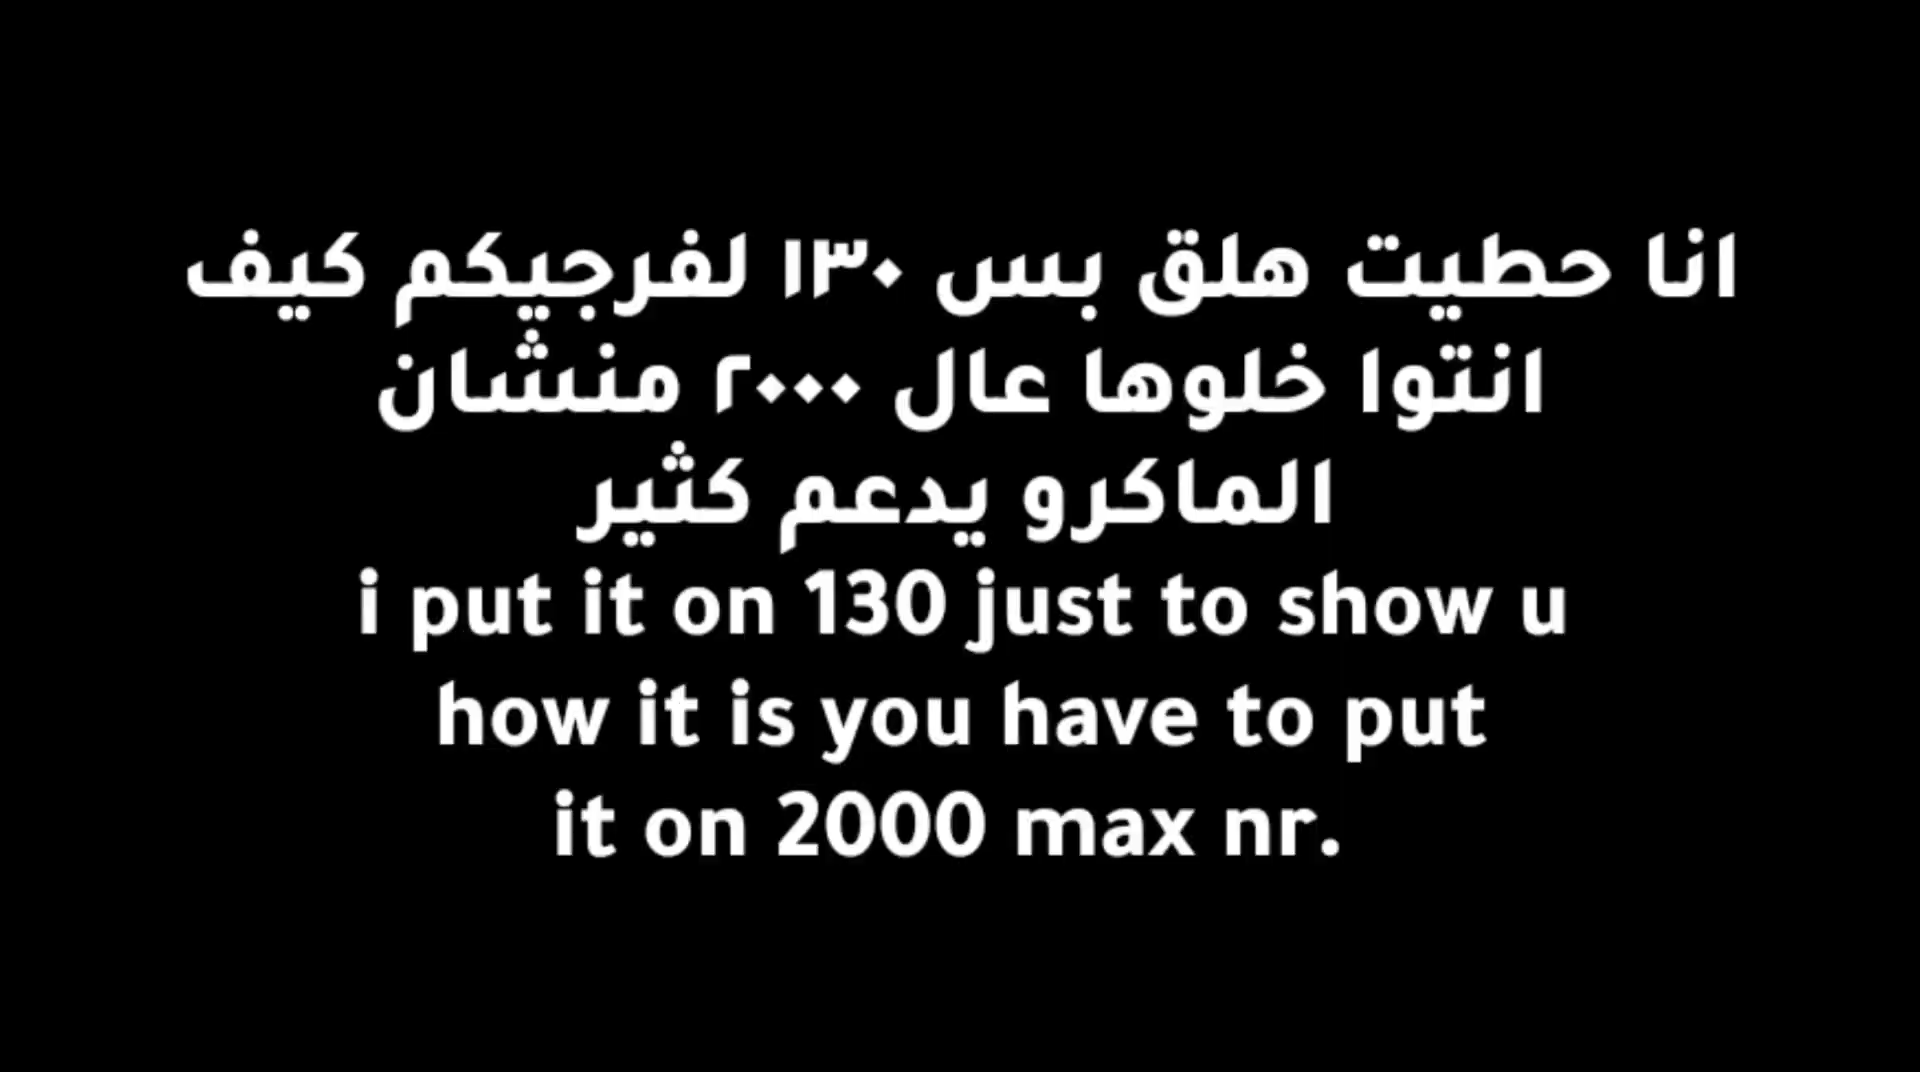 انا حطيت هلق بس ١٣٠ لفرجيكم كيف
انتوا خلوها عال ٢٠٠٠ منشان
الماكرو يدعم كثير
i put it on 130 just to show u
how it is you have to put
it on 2000 max nr.